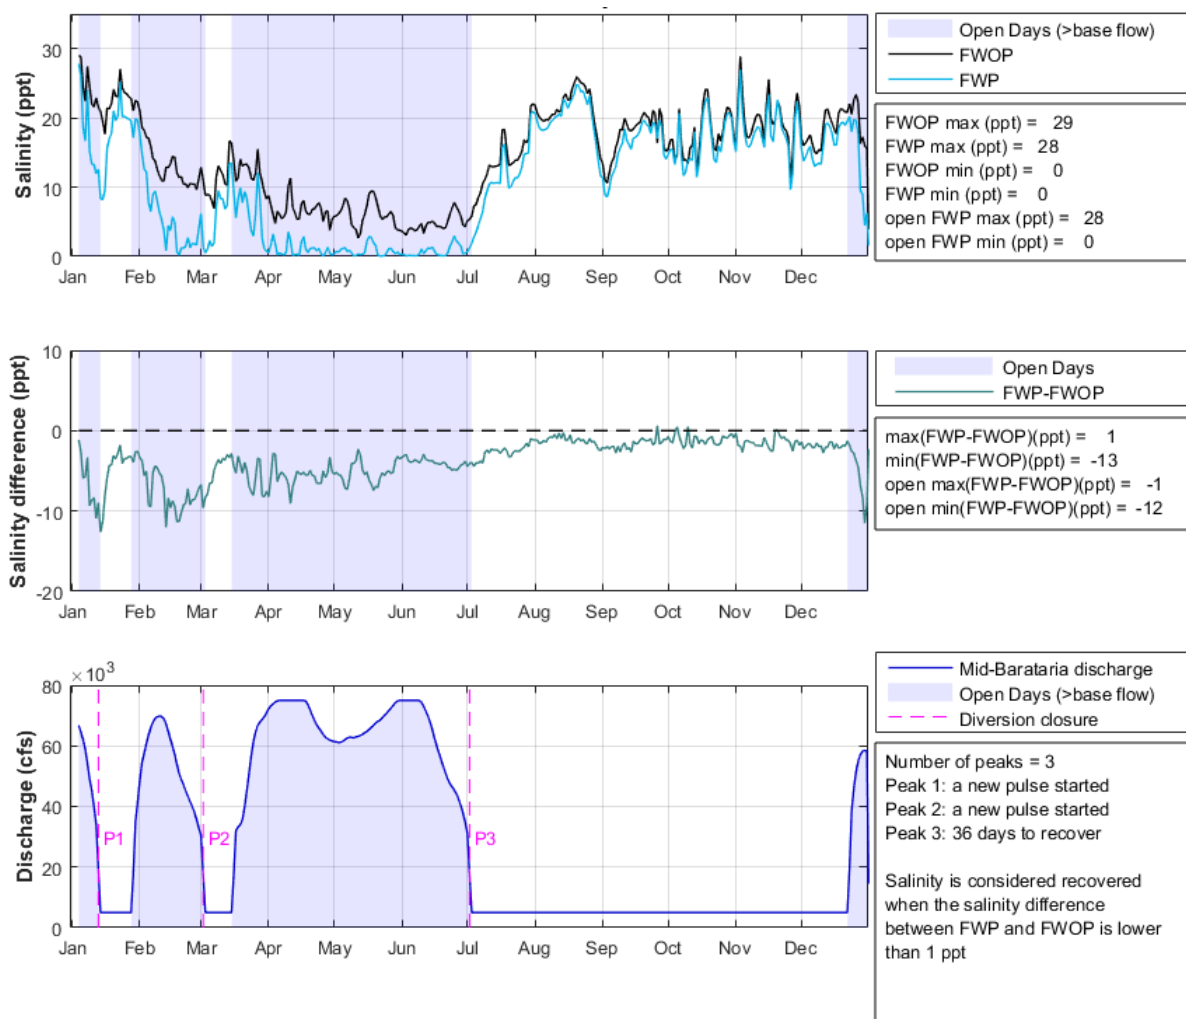 Salinity (ppt)
30
20
10
0
Jan Feb Mar Apr May Jun Jul Aug Sep Oct Nov Dec
Open Days (>base flow)
FWOP
FWP
FWOP max (ppt) = 29
FWP max (ppt) = 28
FWOP min (ppt) = 0
FWP min (ppt) = 0
open FWP max (ppt) = 28
open FWP min (ppt) = 0
Salinity difference (ppt)
10
0
-10
-20
Jan Feb Mar Apr May Jun Jul Aug Sep Oct Nov Dec
Open Days
FWP-FWOP
max(FWP-FWOP)(ppt) = 1
min(FWP-FWOP)(ppt) = -13
open max(FWP-FWOP)(ppt) = -1
open min(FWP-FWOP)(ppt) = -12
Discharge (cfs)
× 10³
80
60
40
20
0
P1
P2
P3
Jan Feb Mar Apr May Jun Jul Aug Sep Oct Nov Dec
Mid-Barataria discharge
Open Days (>base flow)
Diversion closure
Number of peaks = 3
Peak 1: a new pulse started
Peak 2: a new pulse started
Peak 3: 36 days to recover
Salinity is considered recovered
when the salinity difference
between FWP and FWOP is lower
than 1 ppt